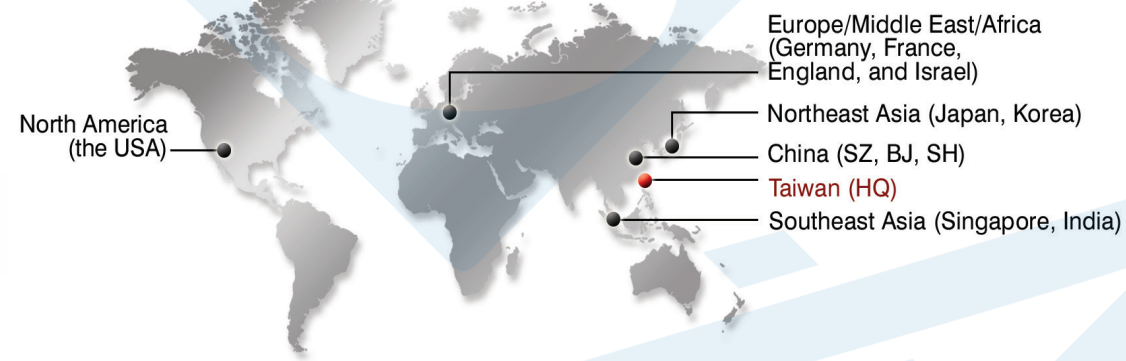 North America
(the USA)
Europe/Middle East/Africa
(Germany, France,
England, and Israel)
Northeast Asia (Japan, Korea)
China (SZ, BJ, SH)
Taiwan (HQ)
Southeast Asia (Singapore, India)